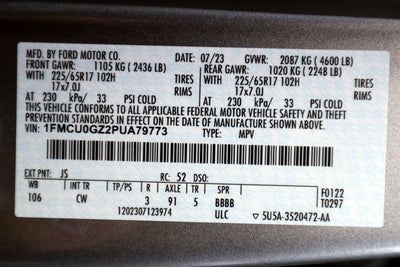 MFD. BY FORD MOTOR CO.
DATE: 07/23 GVWR: 2087 KG (4600 LB)
FRONT GAWR: 1105 KG (2436 LB) REAR GAWR: 1020 KG (2248 LB)
WITH 225/65R17 102H TIRES WITH 225/65R17 102H TIRES
17x7.0J RIMS 17x7.0J RIMS
AT 230 kPa/ 33 PSI COLD AT 230 kPa/ 33 PSI COLD
THIS VEHICLE CONFORMS TO ALL APPLICABLE FEDERAL MOTOR VEHICLE SAFETY AND THEFT
PREVENTION STANDARDS IN EFFECT ON THE DATE OF MANUFACTURE SHOWN ABOVE.
VIN: 1FMCU0GZ2PUA79773 TYPE: MPV
EXT PNT: JS RC: 52 DSO:
WB INT TR TP/PS R AXLE TR SPR
106 CW 3 91 5 BBBB
F0122
T0297
1202307123974 ULC ▽ 5U5A-3520472-AA